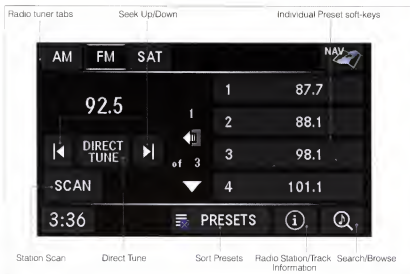 Radio tuner tabs Seek Up/Down Individual Preset soft-keys
AM FM SAT NAV
1 87.7
92.5 1
2 88.1
DIRECT TUNE
of 3
3 98.1
SCAN
4 101.1
3:36 PRESETS i
Station Scan Direct Tune Sort Presets Radio Station/Track Information Search/Browse